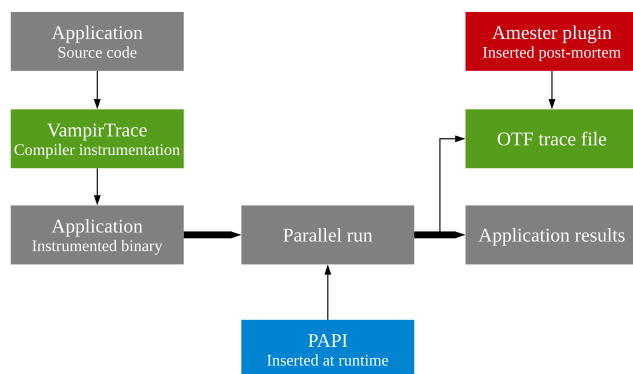 Application
Source code
Amester plugin
Inserted post-mortem
VampirTrace
Compiler instrumentation
OTF trace file
Application
Instrumented binary
Parallel run
Application results
PAPI
Inserted at runtime